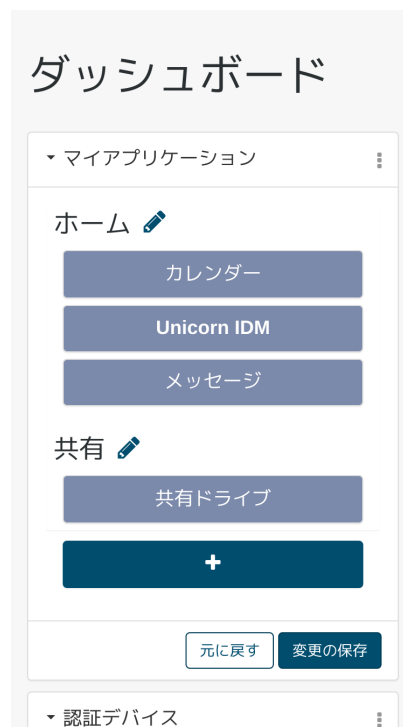 ダッシュボード
マイアプリケーション
ホーム
カレンダー
Unicorn IDM
メッセージ
共有
共有ドライブ
+
元に戻す 変更の保存
認証デバイス